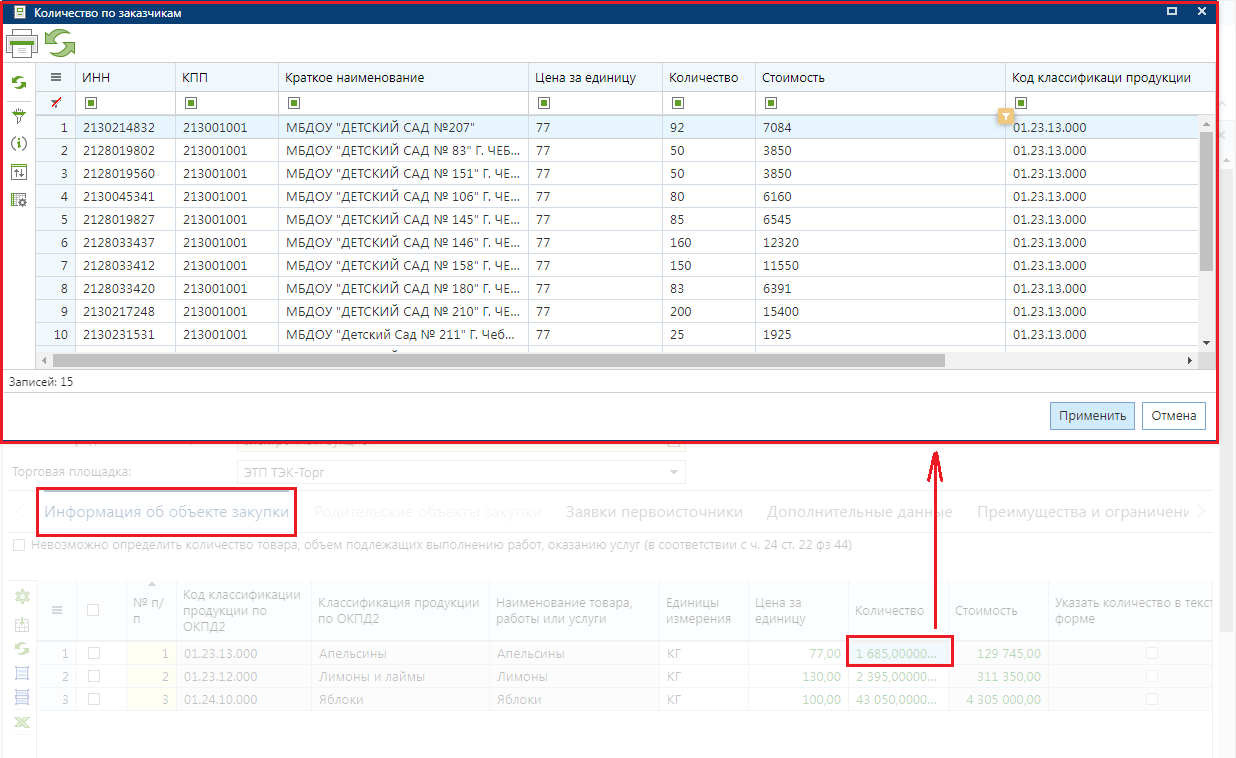 Количество по заказчикам
ИНН КПП Краткое наименование Цена за единицу Количество Стоимость Код классификаци продукции
1 2130214832 213001001 МБДОУ "ДЕТСКИЙ САД №207" 77 92 7084 01.23.13.000
2 2128019802 213001001 МБДОУ "ДЕТСКИЙ САД № 83" Г. ЧЕБ... 77 50 3850 01.23.13.000
3 2128019560 213001001 МБДОУ "ДЕТСКИЙ САД № 151" Г. ЧЕ... 77 50 3850 01.23.13.000
4 2130045341 213001001 МБДОУ "ДЕТСКИЙ САД № 106" Г. ЧЕ... 77 80 6160 01.23.13.000
5 2128019827 213001001 МБДОУ "ДЕТСКИЙ САД № 145" Г. ЧЕ... 77 85 6545 01.23.13.000
6 2128033437 213001001 МБДОУ "ДЕТСКИЙ САД № 146" Г. ЧЕ... 77 160 12320 01.23.13.000
7 2128033412 213001001 МБДОУ "ДЕТСКИЙ САД № 158" Г. ЧЕ... 77 150 11550 01.23.13.000
8 2128033420 213001001 МБДОУ "ДЕТСКИЙ САД № 180" Г. ЧЕ... 77 83 6391 01.23.13.000
9 2130217248 213001001 МБДОУ "ДЕТСКИЙ САД № 210" Г. ЧЕ... 77 200 15400 01.23.13.000
10 2130231531 213001001 МБДОУ "Детский Сад № 211" Г. Чеб... 77 25 1925 01.23.13.000
Записей: 15
Применить Отмена
Торговая площадка: ЭТП ТЭК-Торг
Информация об объекте закупки Родительские объекты закупки Заявки первоисточники Дополнительные данные Преимущества и ограничени
Невозможно определить количество товара, объем подлежащих выполнению работ, оказанию услуг (в соответствии с ч. 24 ст. 22 фз 44)
№ п/п Код классификации продукции по ОКПД2 Классификация продукции по ОКПД2 Наименование товара, работы или услуги Единицы измерения Цена за единицу Количество Стоимость Указать количество в текст форме
1 1 01.23.13.000 Апельсины Апельсины КГ 77,00 1 685,00000... 129 745,00
2 2 01.23.12.000 Лимоны и лаймы Лимоны КГ 130,00 2 395,00000... 311 350,00
3 3 01.24.10.000 Яблоки Яблоки КГ 100,00 43 050,0000... 4 305 000,00